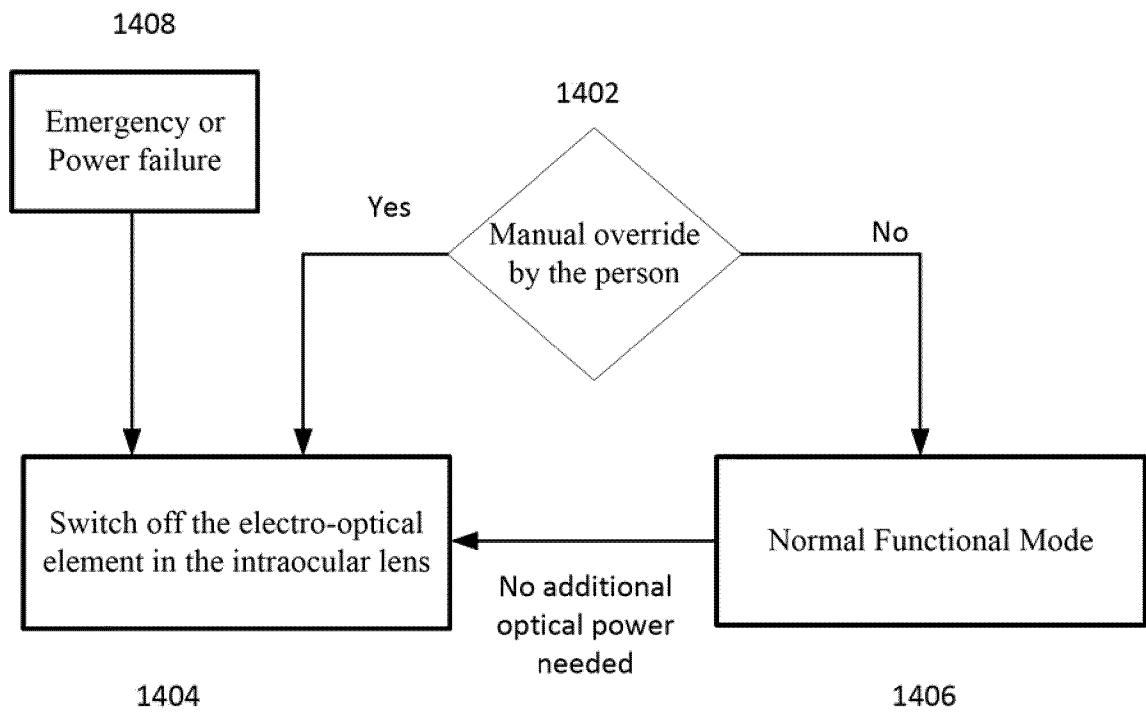 1408
Emergency or
Power failure
1402
Yes
Manual override
by the person
No
Switch off the electro-optical
element in the intraocular lens
No additional
optical power
needed
Normal Functional Mode
1404
1406